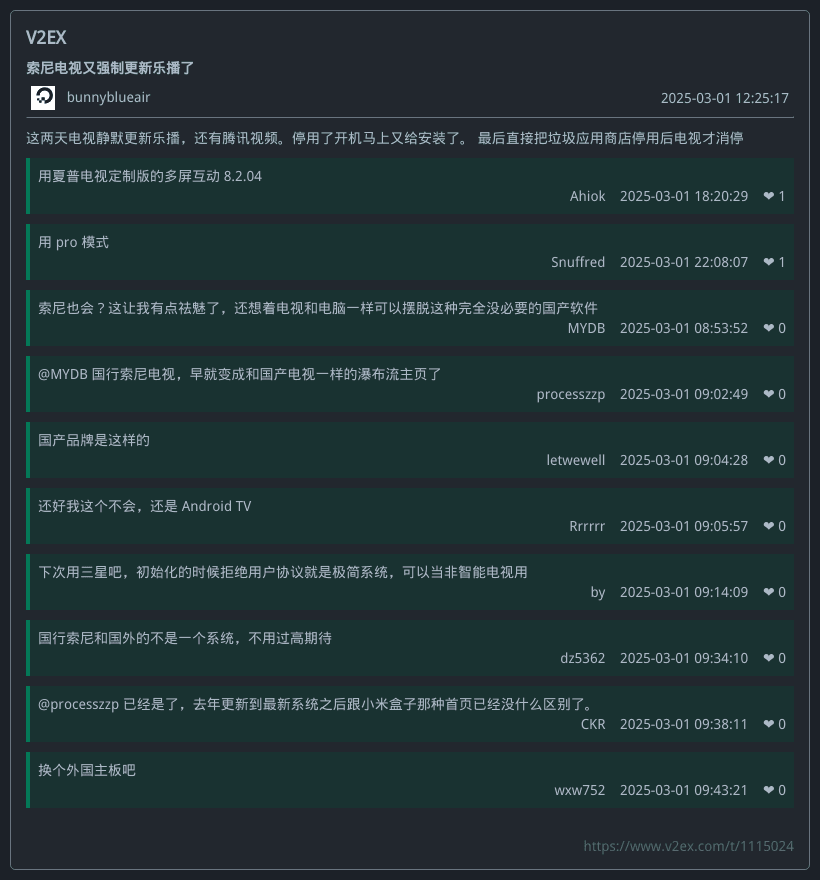 V2EX
索尼电视又强制更新乐播了
bunnyblueair 2025-03-01 12:25:17
这两天电视静默更新乐播，还有腾讯视频。停用了开机马上又给安装了。 最后直接把垃圾应用商店停用后电视才消停
用夏普电视定制版的多屏互动 8.2.04
Ahiok 2025-03-01 18:20:29 ❤ 1
用 pro 模式
Snuffred 2025-03-01 22:08:07 ❤ 1
索尼也会？这让我有点祛魅了，还想着电视和电脑一样可以摆脱这种完全没必要的国产软件
MYDB 2025-03-01 08:53:52 ❤ 0
@MYDB 国行索尼电视，早就变成和国产电视一样的瀑布流主页了
processzzp 2025-03-01 09:02:49 ❤ 0
国产品牌是这样的
letwewell 2025-03-01 09:04:28 ❤ 0
还好我这个不会，还是 Android TV
Rrrrrr 2025-03-01 09:05:57 ❤ 0
下次用三星吧，初始化的时候拒绝用户协议就是极简系统，可以当非智能电视用
by 2025-03-01 09:14:09 ❤ 0
国行索尼和国外的不是一个系统，不用过高期待
dz5362 2025-03-01 09:34:10 ❤ 0
@processzzp 已经是了，去年更新到最新系统之后跟小米盒子那种首页已经没什么区别了。
CKR 2025-03-01 09:38:11 ❤ 0
换个外国主板吧
wxw752 2025-03-01 09:43:21 ❤ 0
https://www.v2ex.com/t/1115024